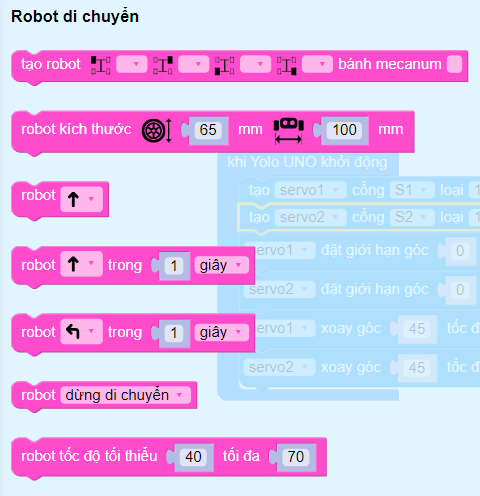 Robot di chuyển
tạo robot bánh mecanum
robot kích thước 65 mm 100 mm
khi Yolo UNO khởi động
robot
tạo servo1 cổng S1 loại 1
tạo servo2 cổng S2 loại 1
servo1 đặt giới hạn góc 0
robot trong 1 giây
servo2 đặt giới hạn góc 0
robot trong 1 giây
servo1 xoay góc 45 tốc đ
servo2 xoay góc 45 tốc đ
robot dừng di chuyển
robot tốc độ tối thiểu 40 tối đa 70